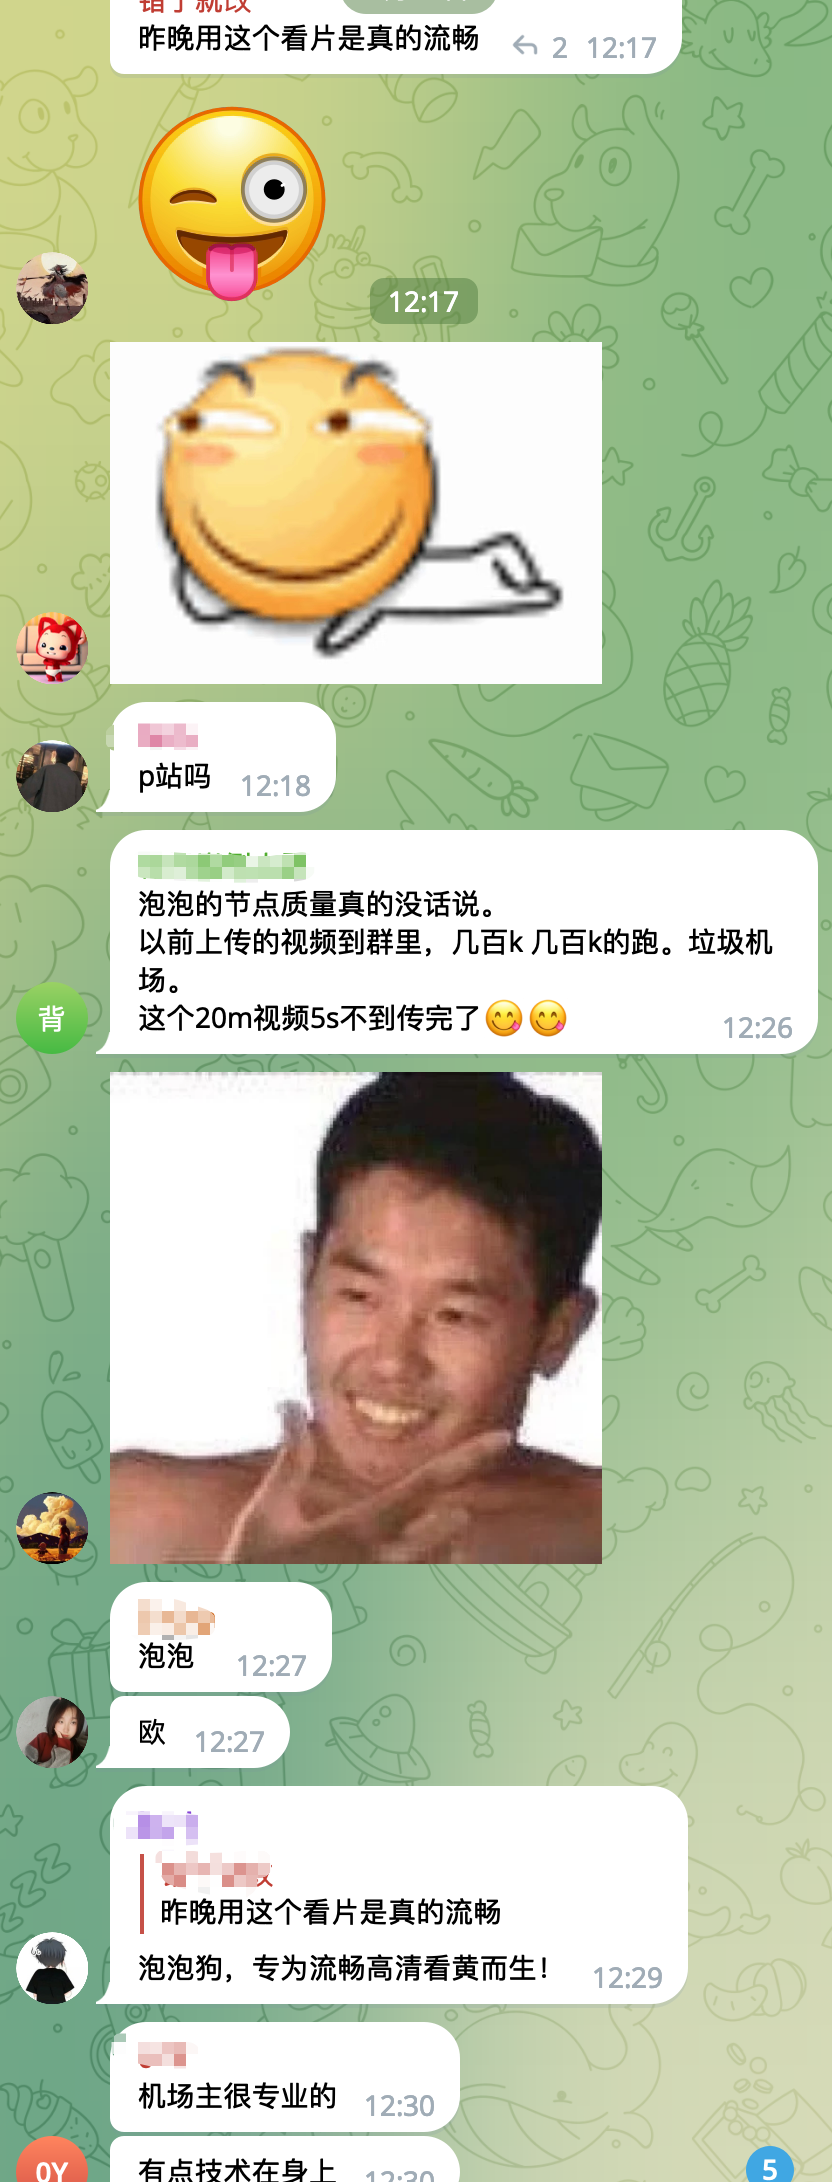 错了就改
昨晚用这个看片是真的流畅
2 12:17
12:17
p站吗 12:18
泡泡的节点质量真的没话说。
以前上传的视频到群里，几百k 几百k的跑。垃圾机
场。
这个20m视频5s不到传完了😋😋
12:26
背
泡泡 12:27
欧 12:27
昨晚用这个看片是真的流畅
泡泡狗，专为流畅高清看黄而生！ 12:29
机场主很专业的 12:30
有点技术在身上 12:30
0Y
5